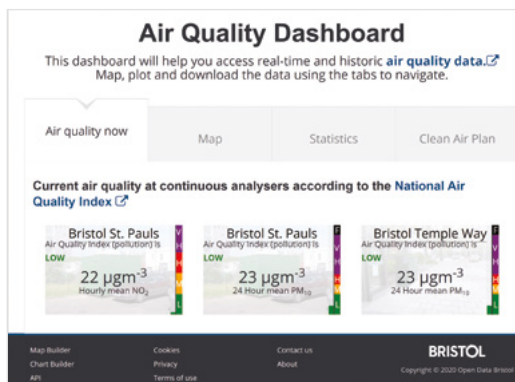 Air Quality Dashboard
This dashboard will help you access real-time and historic air quality data.
Map, plot and download the data using the tabs to navigate.
Air quality now
Map
Statistics
Clean Air Plan
Current air quality at continuous analysers according to the National Air
Quality Index
Bristol St. Pauls
Air Quality Index (pollution) is
LOW
22 µgm⁻³
Hourly mean NO₂
V
H
H
M
L
Bristol St. Pauls
Air Quality Index (pollution) is
LOW
23 µgm⁻³
24 Hour mean PM₁₀
V
H
H
M
L
Bristol Temple Way
Air Quality Index (pollution) is
LOW
23 µgm⁻³
24 Hour mean PM₁₀
V
H
H
M
L
Map Builder
Chart Builder
API
Cookies
Privacy
Terms of use
Contact us
About
BRISTOL
Copyright © 2020 Open Data Bristol